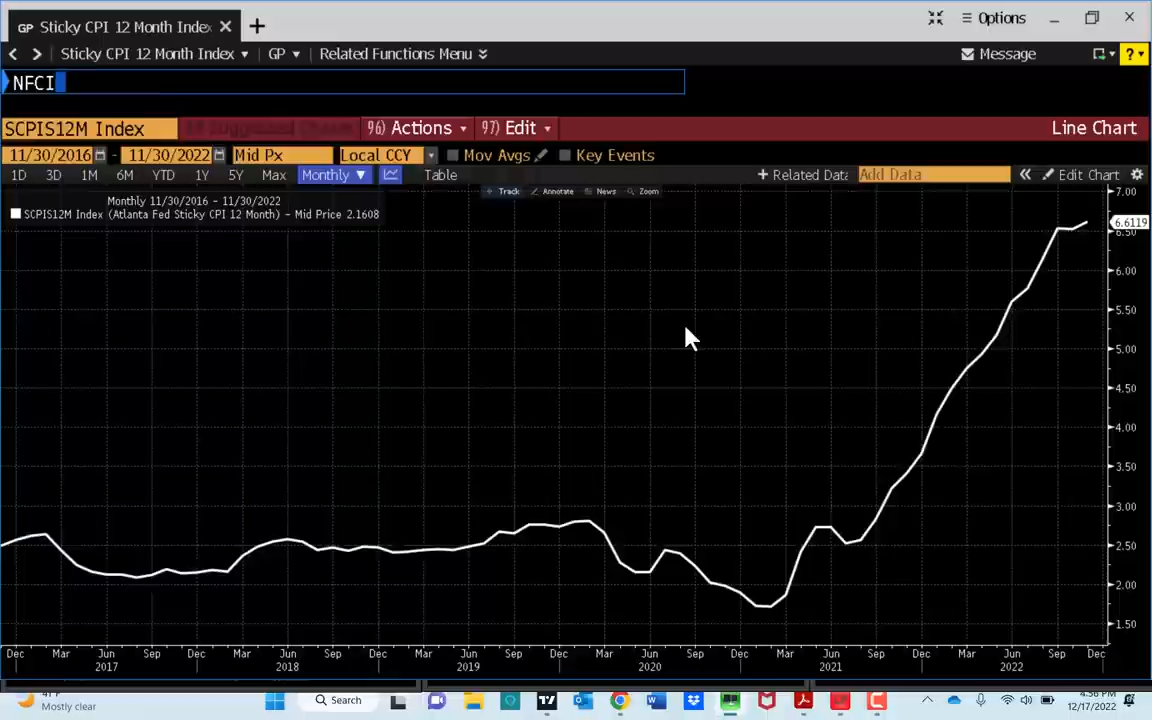 GP Sticky CPI 12 Month Index
Options
Sticky CPI 12 Month Index GP Related Functions Menu
Message
?
NFCI
SCPIS12M Index 96) Actions 97) Edit Line Chart
11/30/2016 - 11/30/2022 Mid Px Local CCY Mov Avgs Key Events
1D 3D 1M 6M YTD 1Y 5Y Max Monthly ▼ Table + Related Data Add Data « Edit Chart
Track Annotate News Zoom
Monthly 11/30/2016 - 11/30/2022
SCPIS12M Index (Atlanta Fed Sticky CPI 12 Month) - Mid Price 2.1608
7.00
6.6119
6.50
6.00
5.50
5.00
4.50
4.00
3.50
3.00
2.50
2.00
1.50
Dec Mar Jun Sep Dec Mar Jun Sep Dec Mar Jun Sep Dec Mar Jun Sep Dec Mar Jun Sep Dec Mar Jun Sep Dec
2017 2018 2019 2020 2021 2022
41°F
Mostly clear
Search
4:56 PM
12/17/2022